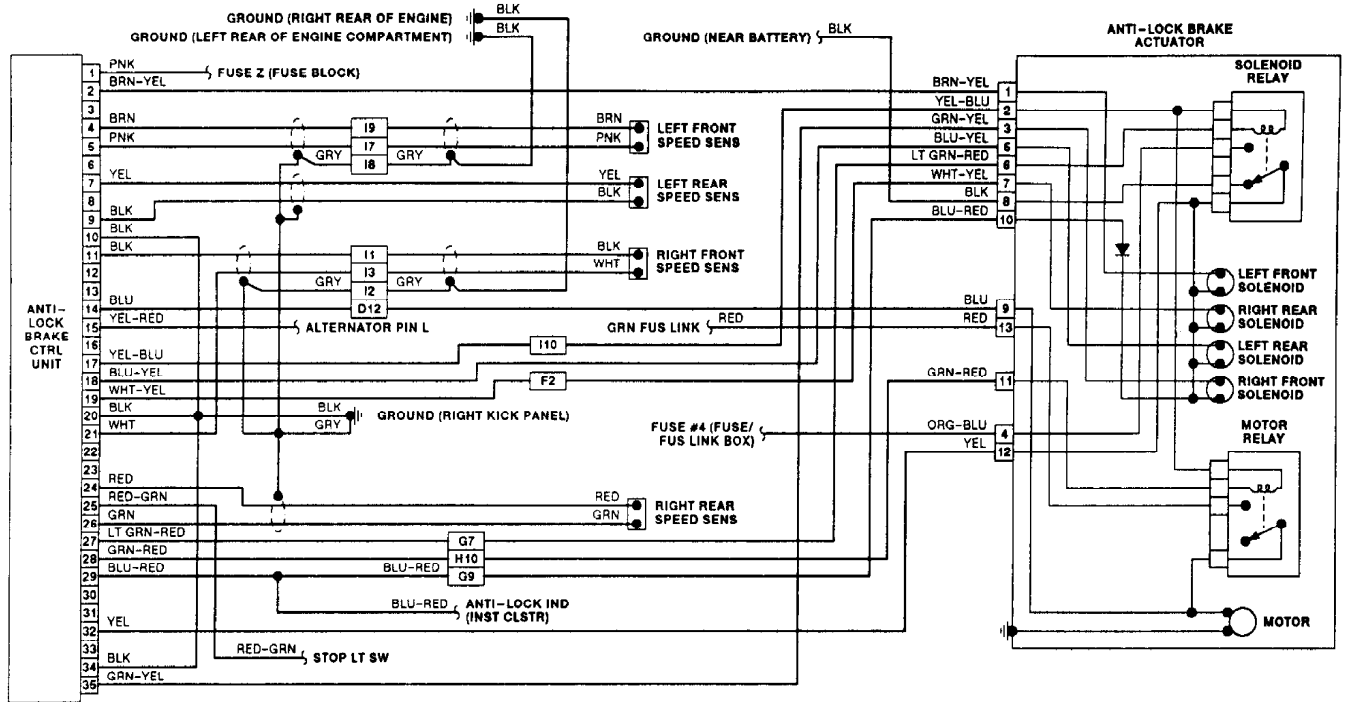 GROUND (RIGHT REAR OF ENGINE)
BLK
GROUND (LEFT REAR OF ENGINE COMPARTMENT)
BLK
GROUND (NEAR BATTERY)
BLK
ANTI-LOCK BRAKE
ACTUATOR
SOLENOID
RELAY
1 PNK
FUSE Z (FUSE BLOCK)
2 BRN-YEL
BRN-YEL 1
3
YEL-BLU 2
4 BRN
I9
BRN
LEFT FRONT
SPEED SENS
GRN-YEL 3
5 PNK
I7
PNK
BLU-YEL 5
6
GRY
I8
GRY
LT GRN-RED 6
7 YEL
YEL
LEFT REAR
SPEED SENS
WHT-YEL 7
8
BLK
BLK 8
9 BLK
BLU-RED 10
10 BLK
11 BLK
I1
BLK
RIGHT FRONT
SPEED SENS
12
I3
WHT
13
GRY
I2
GRY
LEFT FRONT
SOLENOID
14 BLU
D12
BLU 9
RIGHT REAR
SOLENOID
15 YEL-RED
ALTERNATOR PIN L
GRN FUS LINK
RED
RED 13
ANTI-
LOCK
BRAKE
CTRL
UNIT
16
I10
LEFT REAR
SOLENOID
17 YEL-BLU
18 BLU-YEL
F2
GRN-RED 11
RIGHT FRONT
SOLENOID
19 WHT-YEL
20 BLK
BLK
GROUND (RIGHT KICK PANEL)
21 WHT
GRY
FUSE #4 (FUSE/
FUS LINK BOX)
ORG-BLU 4
MOTOR
RELAY
22
YEL 12
23
24 RED
25 RED-GRN
RED
RIGHT REAR
SPEED SENS
26 GRN
GRN
27 LT GRN-RED
G7
28 GRN-RED
H10
29 BLU-RED
BLU-RED
G9
30
31
BLU-RED
ANTI-LOCK IND
(INST CLSTR)
32 YEL
MOTOR
33
RED-GRN
STOP LT SW
34 BLK
35 GRN-YEL